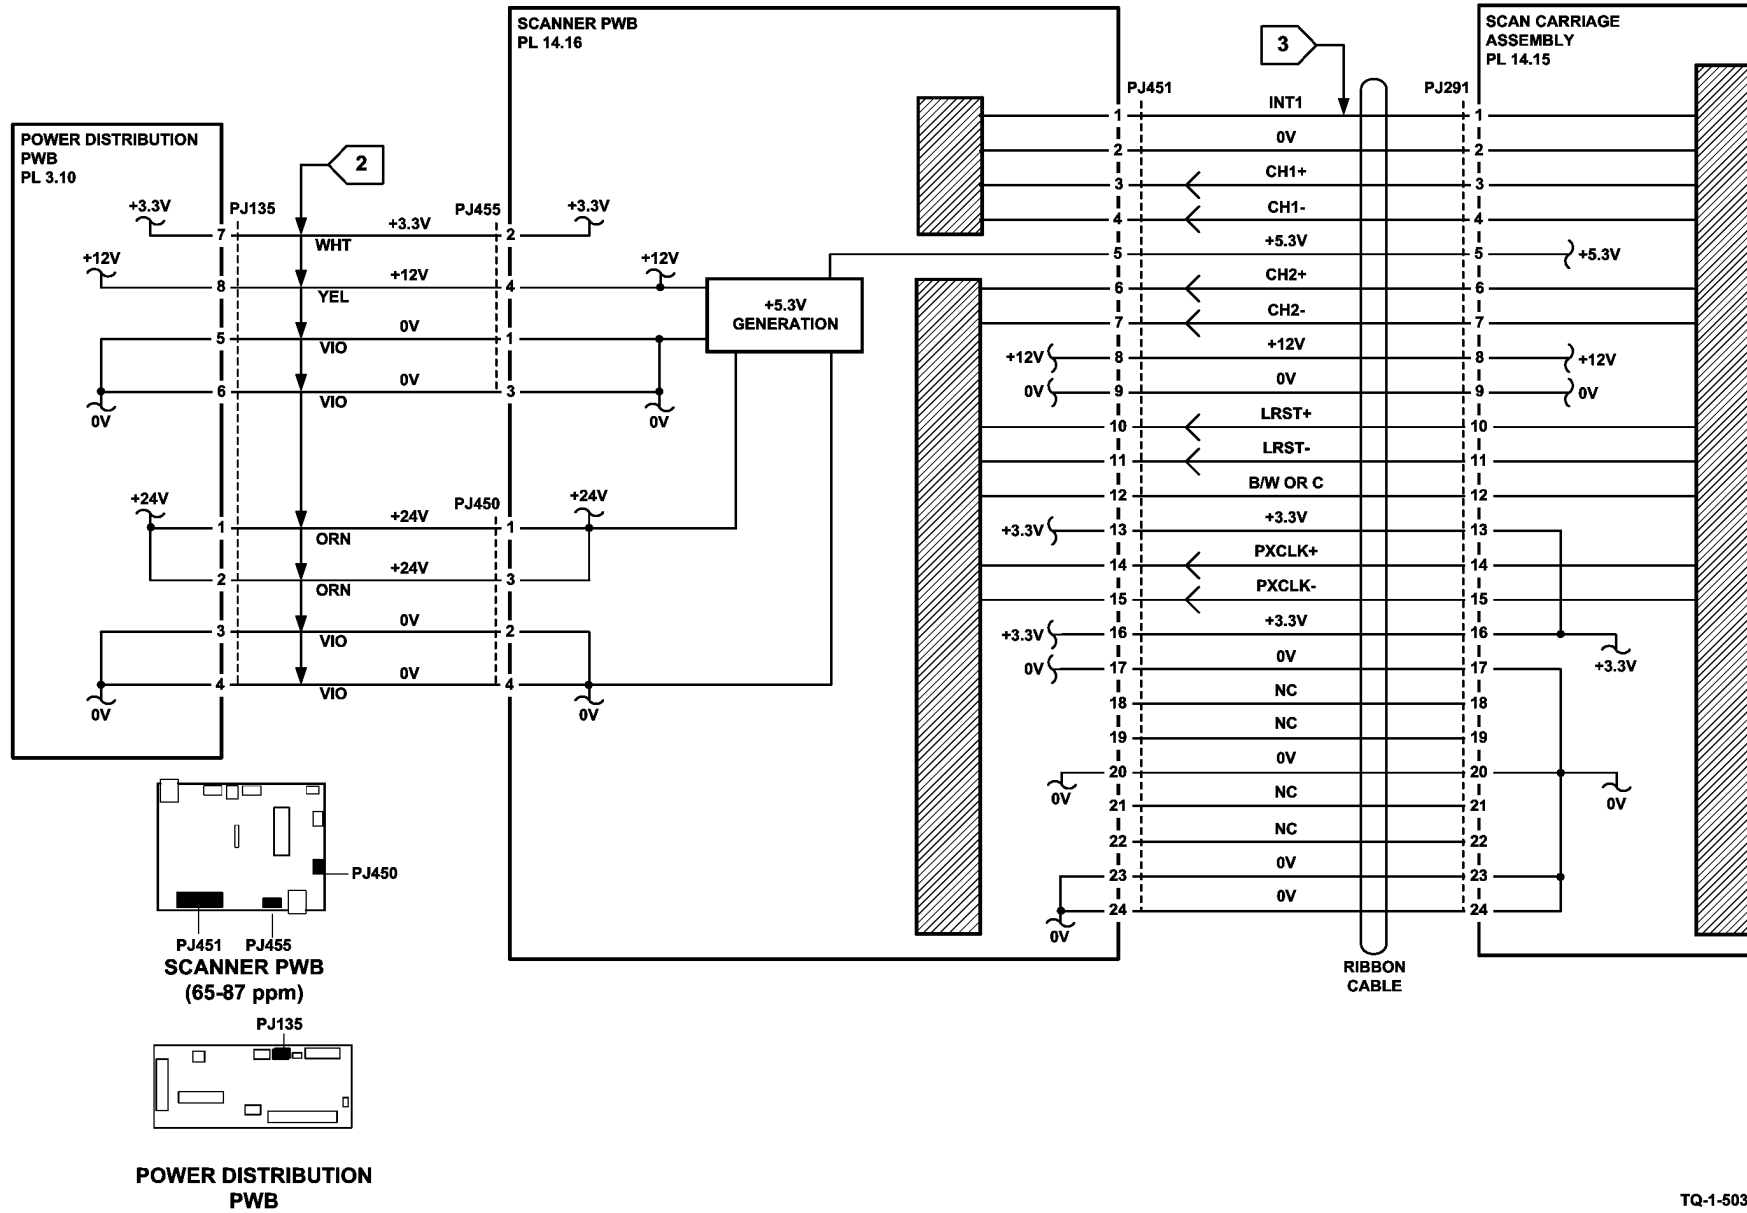 SCANNER PWB
PL 14.16
3
SCAN CARRIAGE
ASSEMBLY
PL 14.15
POWER DISTRIBUTION
PWB
PL 3.10
2
PJ135
PJ455
PJ451
PJ291
+3.3V
7
+3.3V
WHT
2
+3.3V
+12V
8
+12V
YEL
4
+12V
5
0V
VIO
1
6
0V
VIO
3
0V
0V
+5.3V
GENERATION
PJ450
+24V
1
+24V
ORN
1
+24V
2
+24V
ORN
3
3
0V
VIO
2
4
0V
VIO
4
0V
0V
1 INT1 1
2 0V 2
3 CH1+ 3
4 CH1- 4
5 +5.3V 5 +5.3V
6 CH2+ 6
7 CH2- 7
+12V 8 +12V 8 +12V
0V 9 0V 9 0V
10 LRST+ 10
11 LRST- 11
12 B/W OR C 12
+3.3V 13 +3.3V 13
14 PXCLK+ 14
15 PXCLK- 15
+3.3V 16 +3.3V 16
+3.3V
0V 17 0V 17
18 NC 18
19 NC 19
20 0V 20
0V
0V
21 NC 21
22 NC 22
23 0V 23
24 0V 24
0V
RIBBON
CABLE
PJ450
PJ451 PJ455
SCANNER PWB
(65-87 ppm)
PJ135
POWER DISTRIBUTION
PWB
TQ-1-503